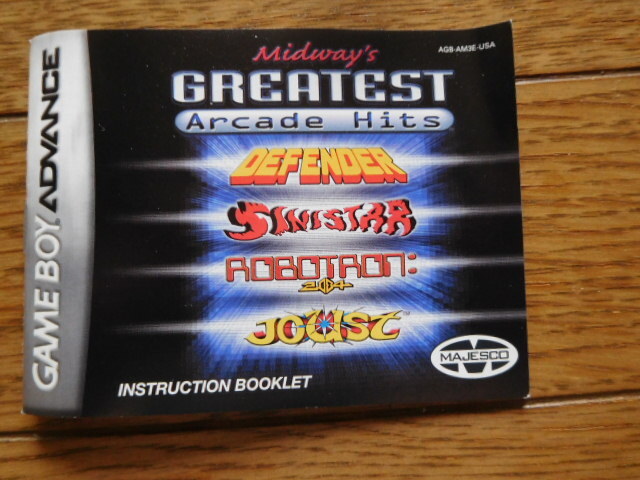 GAME BOY ADVANCE
AGB-AM3E-USA
Midway's
GREATEST
Arcade Hits
DEFENDER
SINISTAR
ROBOTRON:
2084
JOUST
MAJESCO
INSTRUCTION BOOKLET